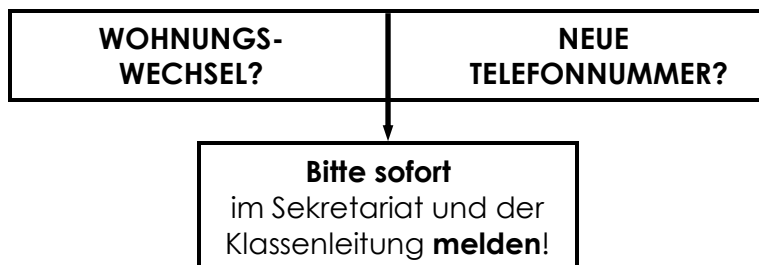 WOHNUNGS-
WECHSEL?
NEUE
TELEFONNUMMER?
Bitte sofort
im Sekretariat und der
Klassenleitung melden!